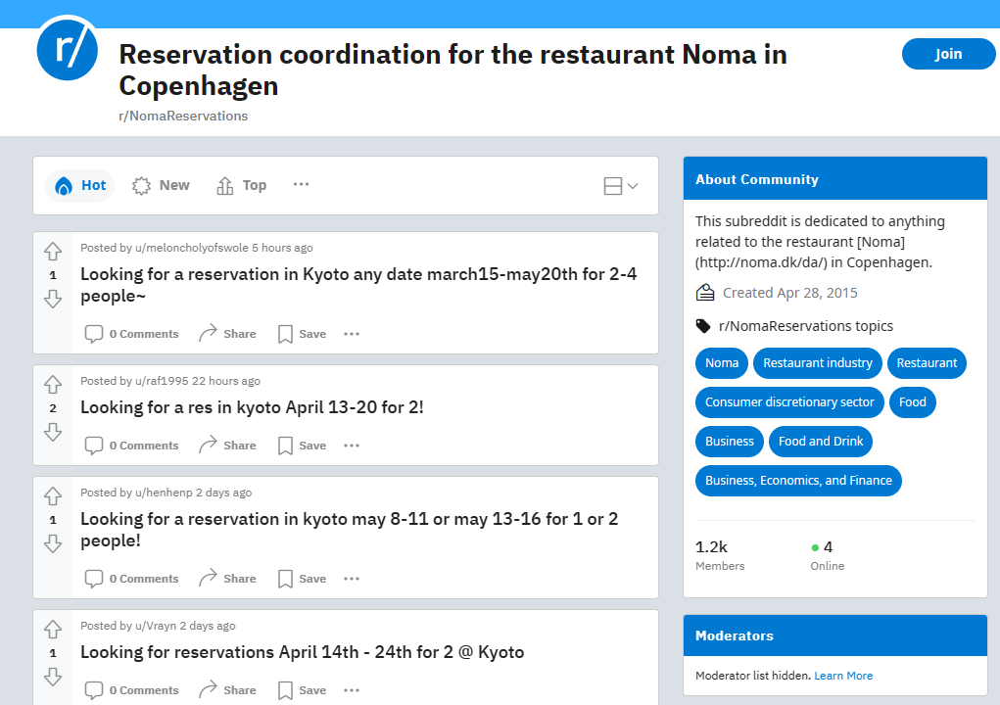 r/
Reservation coordination for the restaurant Noma in
Copenhagen
r/NomaReservations
Join
Hot
New
Top
Posted by u/meloncholyofswole 5 hours ago
1
Looking for a reservation in Kyoto any date march15-may20th for 2-4
people~
0 Comments
Share
Save
Posted by u/raf1995 22 hours ago
2
Looking for a res in kyoto April 13-20 for 2!
0 Comments
Share
Save
Posted by u/henhenp 2 days ago
1
Looking for a reservation in kyoto may 8-11 or may 13-16 for 1 or 2
people!
0 Comments
Share
Save
Posted by u/Vrayn 2 days ago
1
Looking for reservations April 14th - 24th for 2 @ Kyoto
0 Comments
Share
Save
About Community
This subreddit is dedicated to anything
related to the restaurant [Noma]
(http://noma.dk/da/) in Copenhagen.
Created Apr 28, 2015
r/NomaReservations topics
Noma
Restaurant industry
Restaurant
Consumer discretionary sector
Food
Business
Food and Drink
Business, Economics, and Finance
1.2k
Members
4
Online
Moderators
Moderator list hidden. Learn More